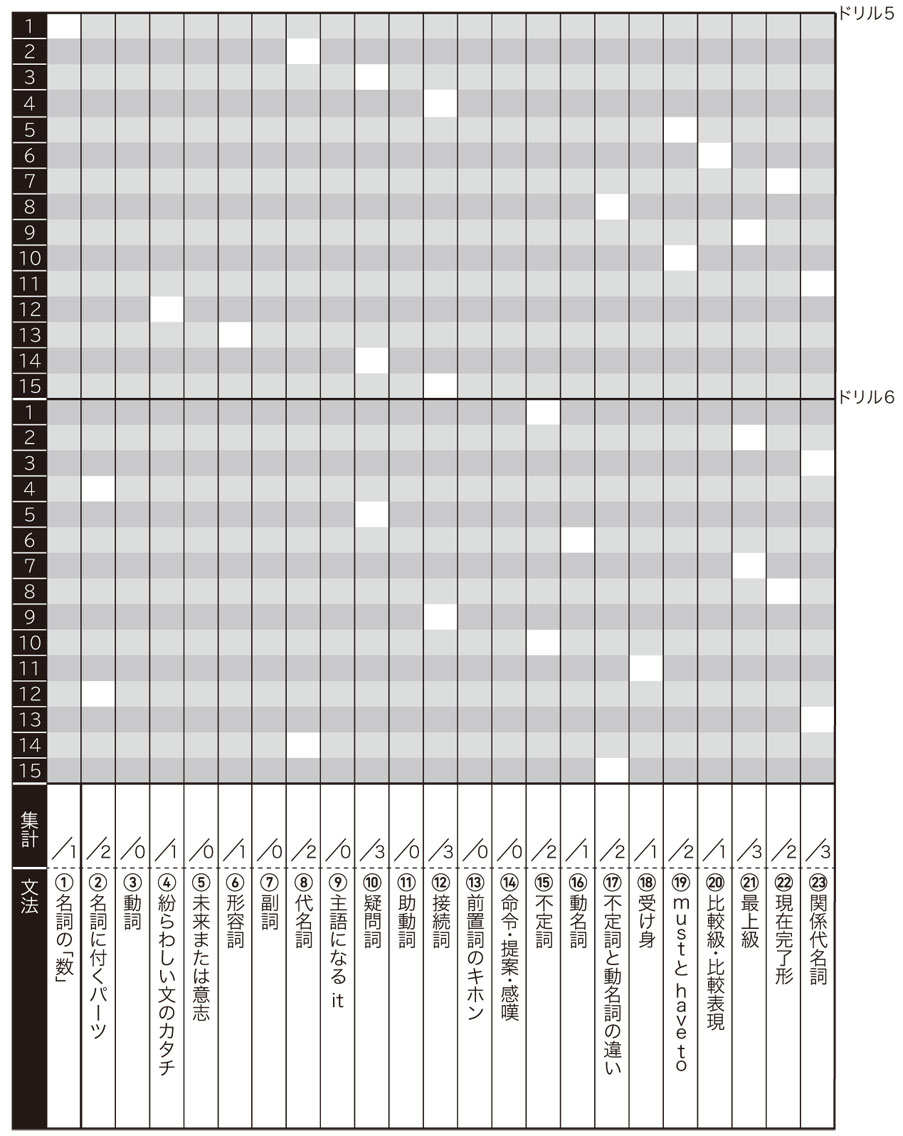 ドリル5
1
2
3
4
5
6
7
8
9
10
11
12
13
14
15
ドリル6
1
2
3
4
5
6
7
8
9
10
11
12
13
14
15
集計
/1
/2
/0
/1
/0
/1
/0
/2
/0
/3
/0
/3
/0
/0
/2
/1
/2
/1
/2
/1
/3
/2
/3
文法
①名詞の「数」
②名詞に付くパーツ
③動詞
④紛らわしい文のカタチ
⑤未来または意志
⑥形容詞
⑦副詞
⑧代名詞
⑨主語になる it
⑩疑問詞
⑪助動詞
⑫接続詞
⑬前置詞のキホン
⑭命令・提案・感嘆
⑮不定詞
⑯動名詞
⑰不定詞と動名詞の違い
⑱受け身
⑲mustと have to
⑳比較級・比較表現
㉑最上級
㉒現在完了形
㉓関係代名詞